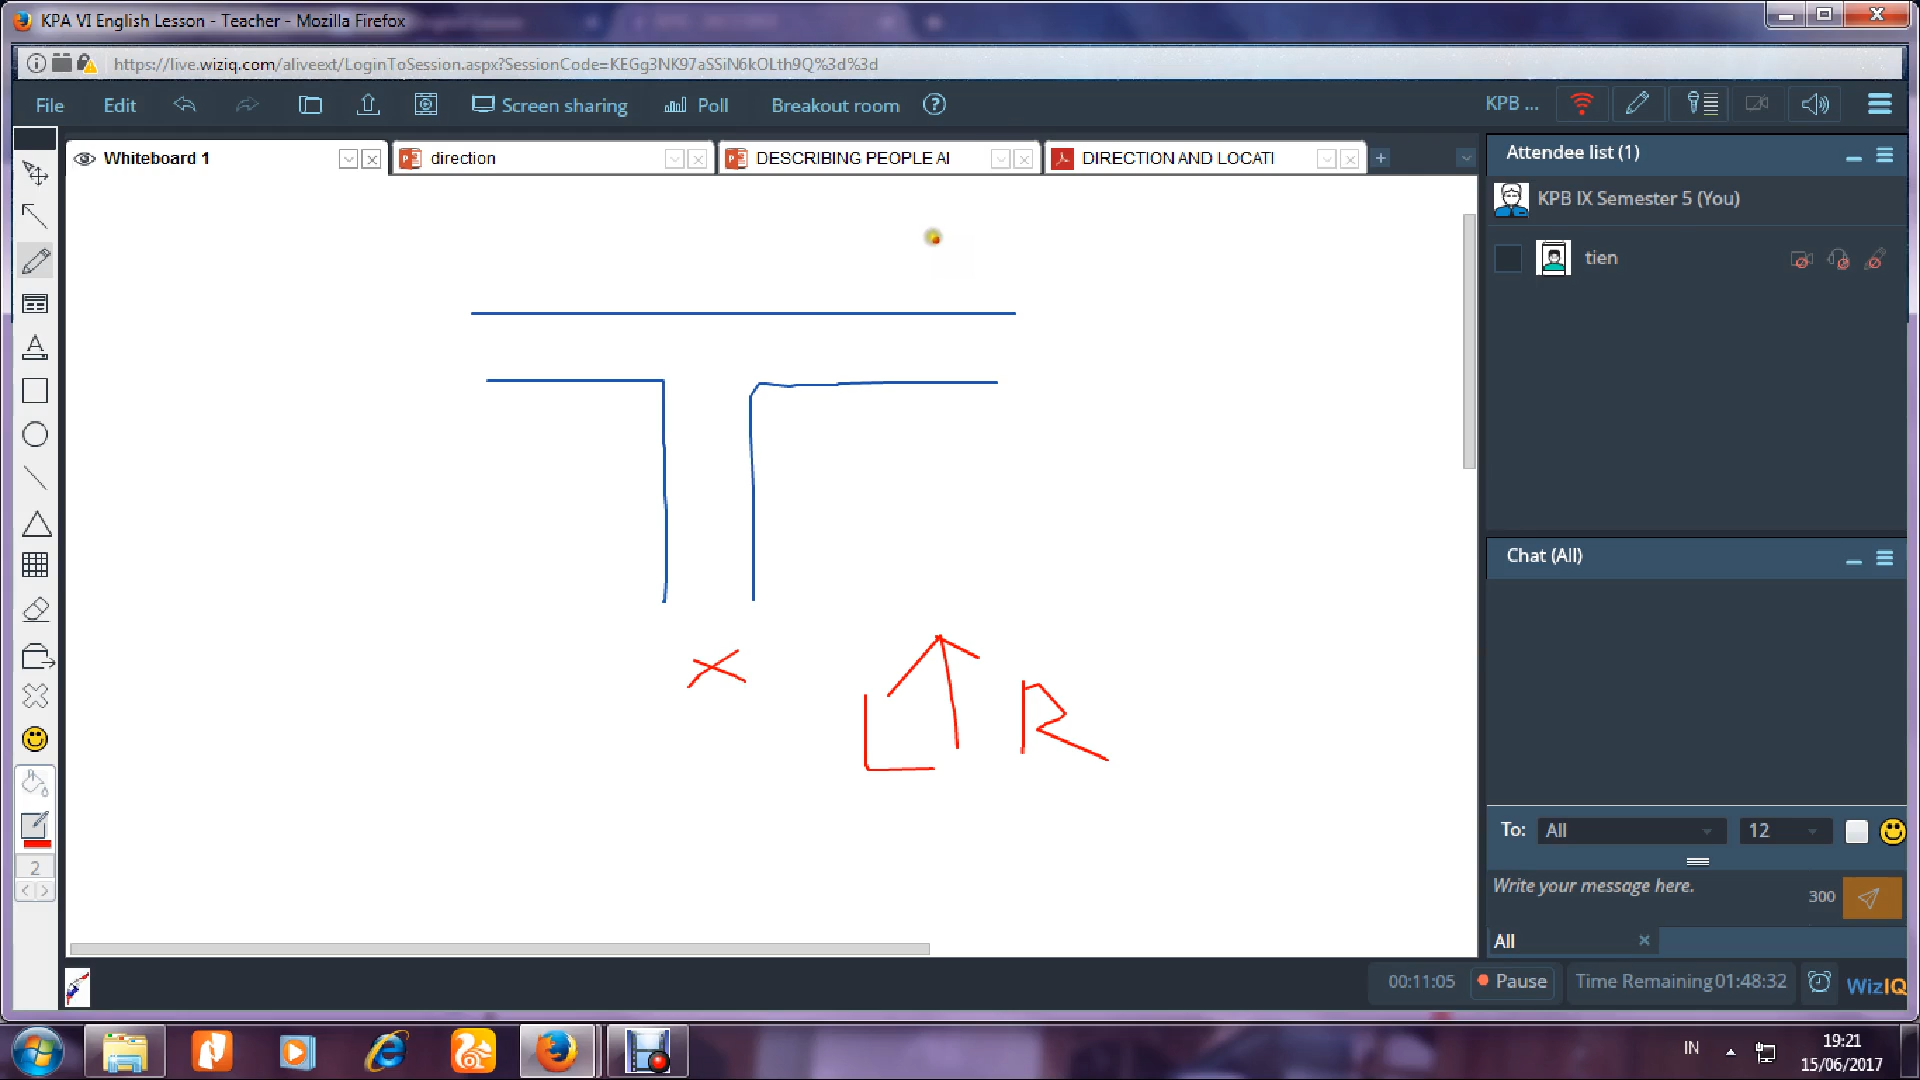 KPA VI English Lesson - Teacher - Mozilla Firefox
https://live.wiziq.com/aliveext/LoginToSession.aspx?SessionCode=KEGg3NK97aSSiN6kOLth9Q%3d%3d
File Edit Screen sharing Poll Breakout room ? KPB ...
Whiteboard 1 direction DESCRIBING PEOPLE AI DIRECTION AND LOCATI +
Attendee list (1)
KPB IX Semester 5 (You)
tien
X
L R
Chat (All)
To: All 12
Write your message here.
300
All
2
00:11:05 Pause Time Remaining 01:48:32 WizIQ
IN 19:21
15/06/2017